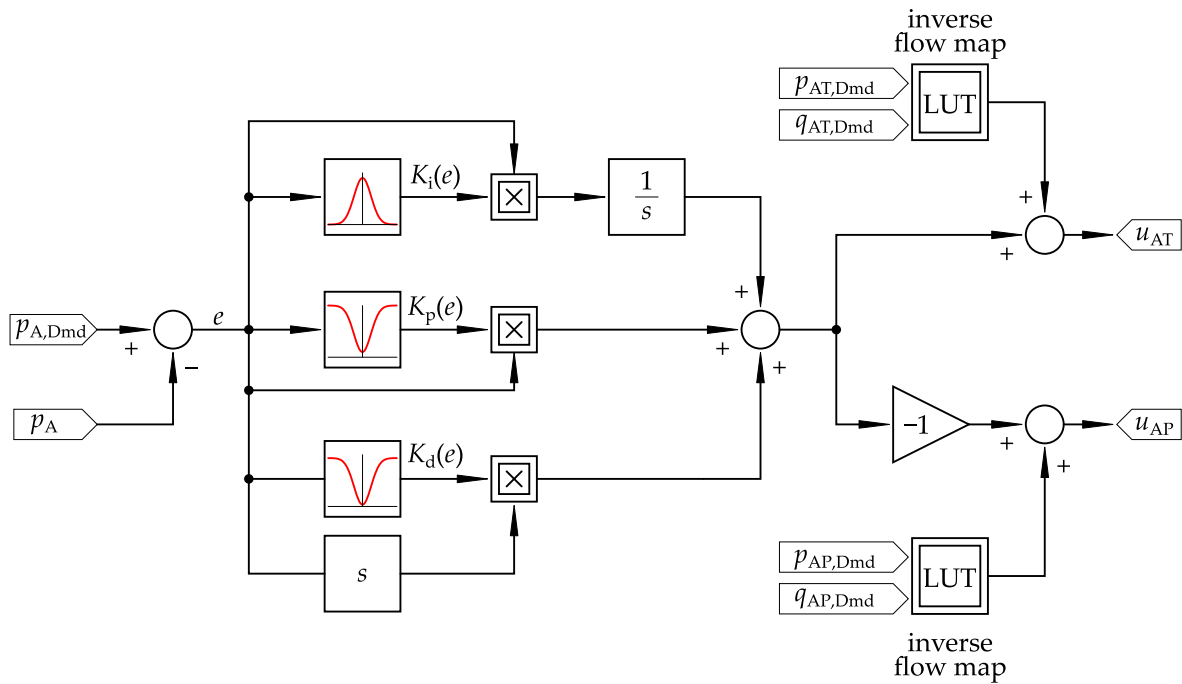 inverse
flow map
p_AT,Dmd
q_AT,Dmd
LUT
K_i(e)
×
1
s
+
u_AT
+
p_A,Dmd
+
−
e
K_p(e)
×
+
+
+
p_A
K_d(e)
×
−1
+
+
u_AP
s
p_AP,Dmd
q_AP,Dmd
LUT
inverse
flow map